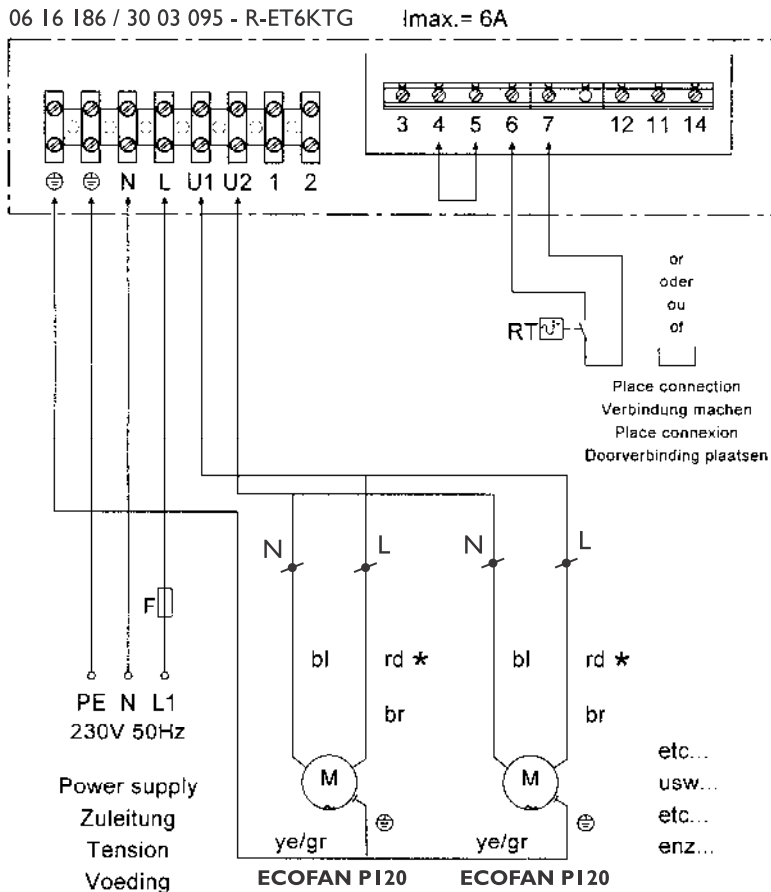 06 16 186 / 30 03 095 - R-ET6KTG Imax.= 6A
3 4 5 6 7 12 11 14
N L U1 U2 1 2
or
oder
ou
of
RT
Place connection
Verbindung machen
Place connexion
Doorverbinding plaatsen
N L N L
F
bl rd * bl rd *
PE N L1
br br
230V 50Hz
M M
etc...
usw...
etc...
enz...
Power supply
Zuleitung
Tension
Voeding
ye/gr ye/gr
ECOFAN P120 ECOFAN P120